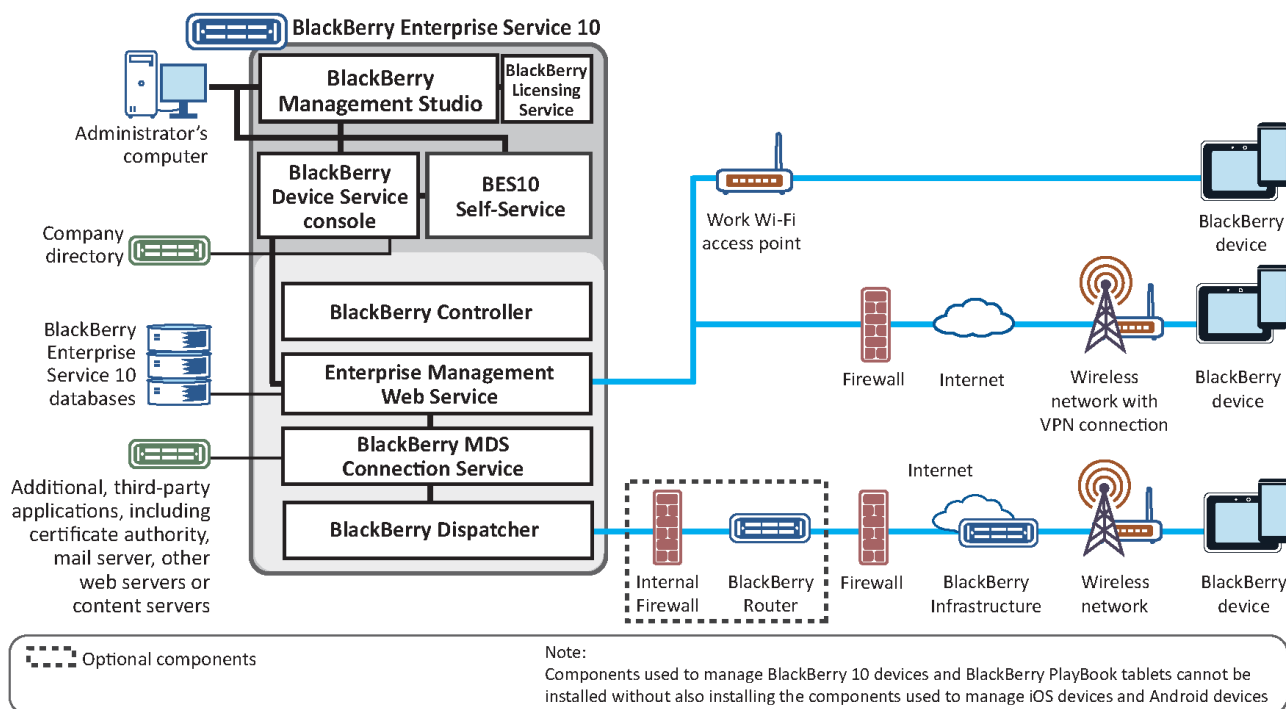 BlackBerry Enterprise Service 10
BlackBerry
Management Studio
BlackBerry
Licensing
Service
Administrator's
computer
BlackBerry
Device Service
console
BES10
Self-Service
Work Wi-Fi
access point
BlackBerry
device
Company
directory
BlackBerry Controller
BlackBerry
Enterprise
Service 10
databases
Enterprise Management
Web Service
Firewall
Internet
Wireless
network with
VPN connection
BlackBerry
device
BlackBerry MDS
Connection Service
Additional, third-party
applications, including
certificate authority,
mail server, other
web servers or
content servers
BlackBerry Dispatcher
Internal
Firewall
BlackBerry
Router
Firewall
Internet
BlackBerry
Infrastructure
Wireless
network
BlackBerry
device
Optional components
Note:
Components used to manage BlackBerry 10 devices and BlackBerry PlayBook tablets cannot be
installed without also installing the components used to manage iOS devices and Android devices